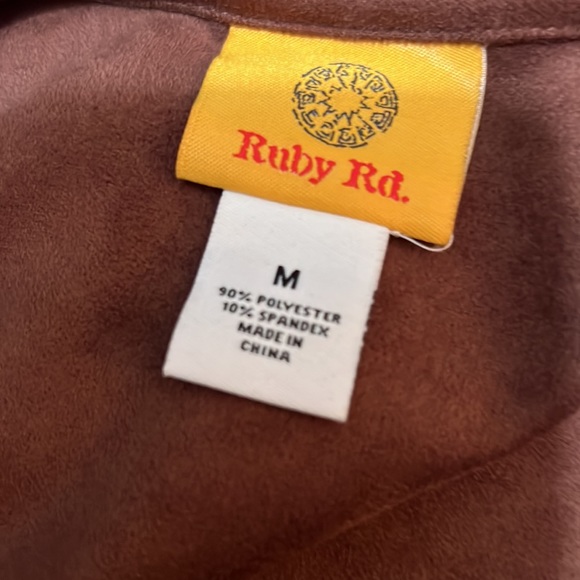 Ruby Rd.
M
90% POLYESTER
10% SPANDEX
MADE IN
CHINA